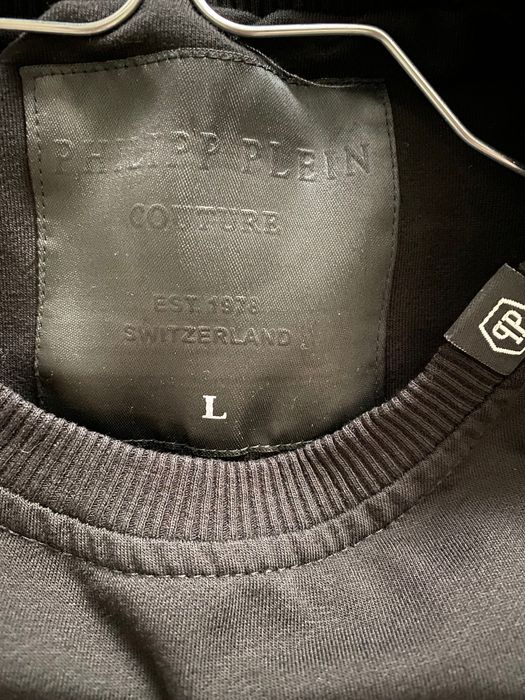 PHILIPP PLEIN
COUTURE
EST. 1978
SWITZERLAND
L